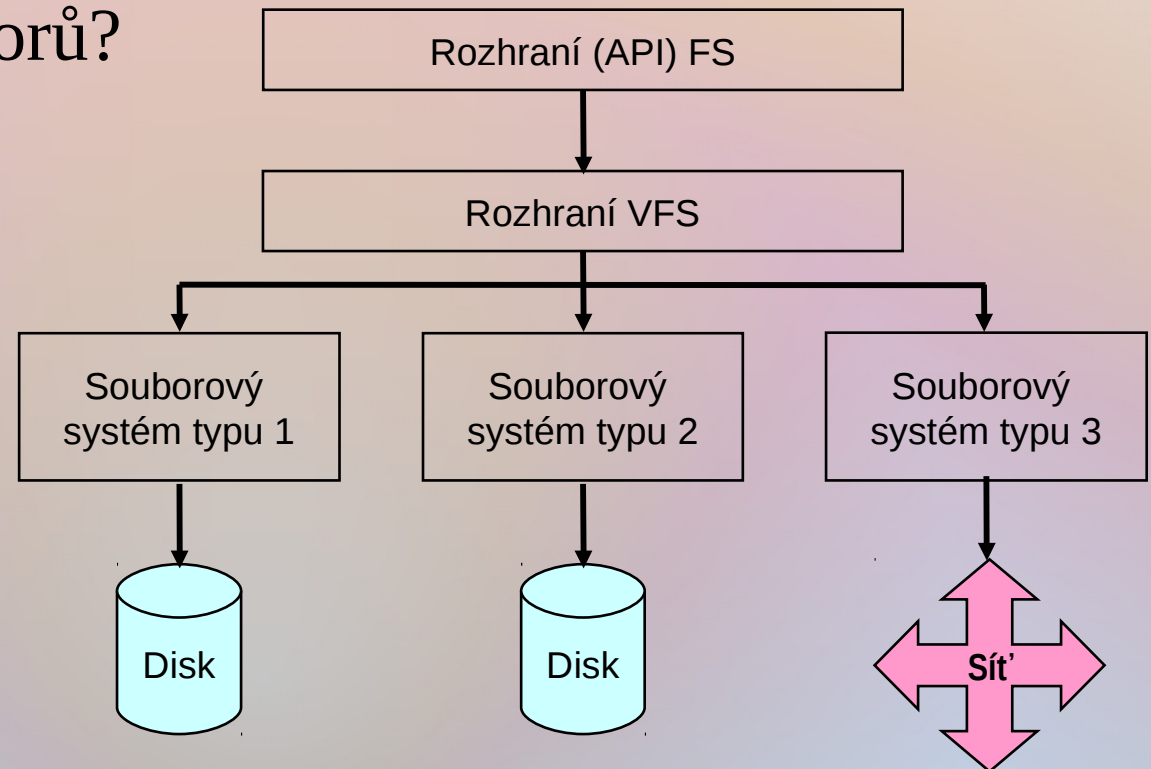 orů?
Rozhraní (API) FS
Rozhraní VFS
Souborový
systém typu 1
Souborový
systém typu 2
Souborový
systém typu 3
Disk
Disk
Síť